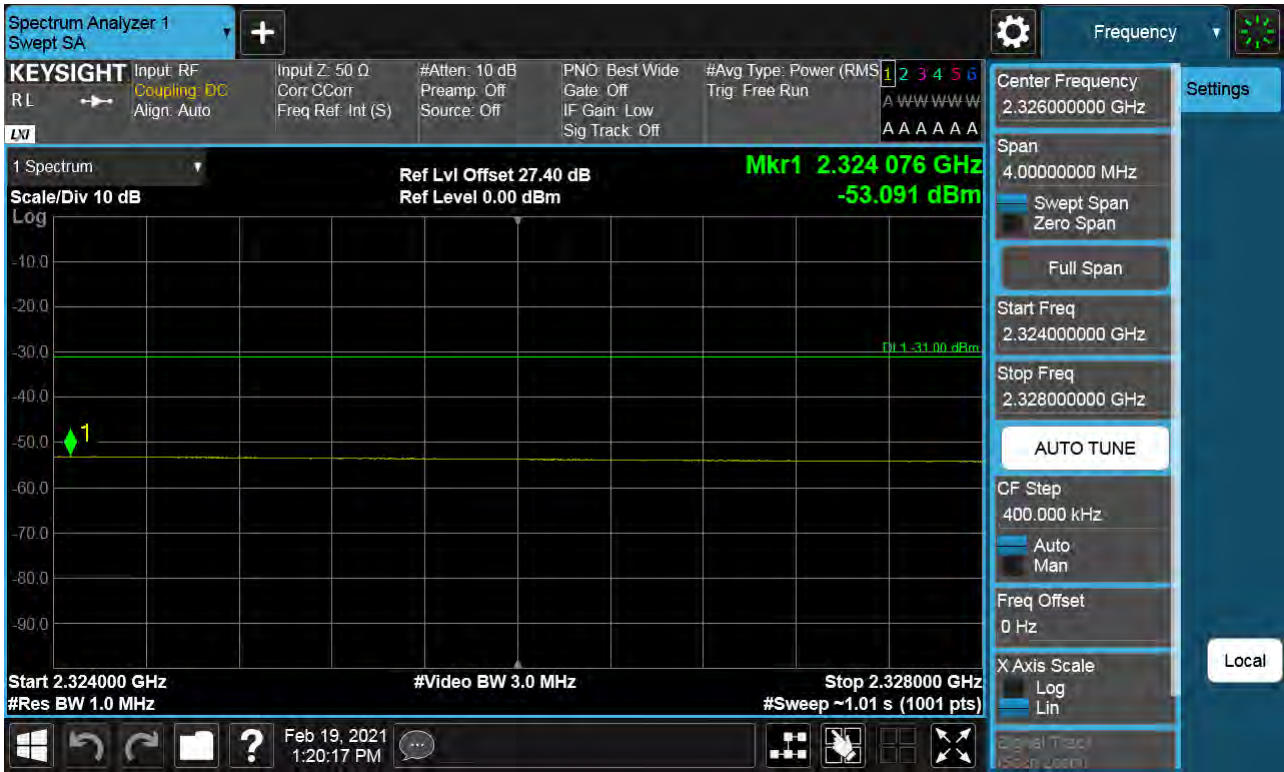 Spectrum Analyzer 1
Swept SA
+
Frequency
KEYSIGHT
RL
LXI
Input: RF
Coupling: DC
Align: Auto
Input Z: 50 Ω
Corr CCorr
Freq Ref: Int (S)
#Atten: 10 dB
Preamp: Off
Source: Off
PNO: Best Wide
Gate: Off
IF Gain: Low
Sig Track: Off
#Avg Type: Power (RMS
Trig: Free Run
1 2 3 4 5 6
A W W W W W
A A A A A A
1 Spectrum
Scale/Div 10 dB
Log
Ref Lvl Offset 27.40 dB
Ref Level 0.00 dBm
Mkr1 2.324 076 GHz
-53.091 dBm
-10.0
-20.0
-30.0
DL1 -31.00 dBm
-40.0
1
-50.0
-60.0
-70.0
-80.0
-90.0
Start 2.324000 GHz
#Res BW 1.0 MHz
#Video BW 3.0 MHz
Stop 2.328000 GHz
#Sweep ~1.01 s (1001 pts)
Center Frequency
2.326000000 GHz
Span
4.00000000 MHz
Swept Span
Zero Span
Full Span
Start Freq
2.324000000 GHz
Stop Freq
2.328000000 GHz
AUTO TUNE
CF Step
400.000 kHz
Auto
Man
Freq Offset
0 Hz
X Axis Scale
Log
Lin
Signal Track
(Span Zoom)
Settings
Local
?
Feb 19, 2021
1:20:17 PM